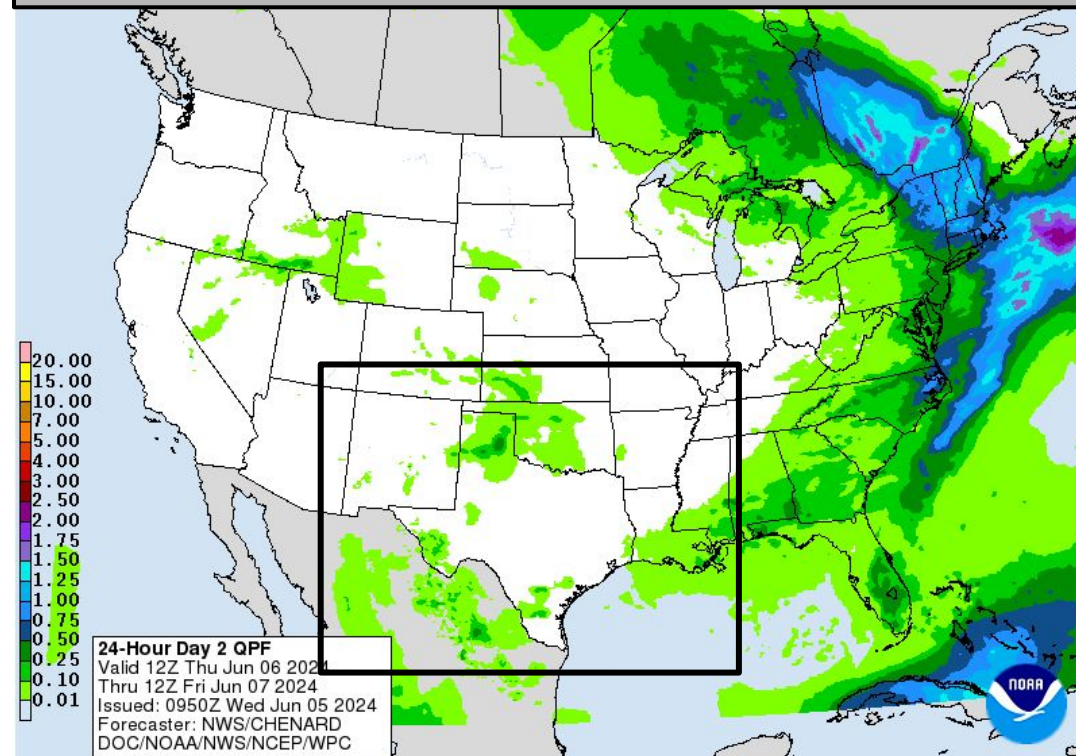 20.00
15.00
10.00
7.00
5.00
4.00
3.00
2.50
2.00
1.75
1.50
1.25
1.00
0.75
0.50
0.25
0.10
0.01
24-Hour Day 2 QPF
Valid 12Z Thu Jun 06 2024
Thru 12Z Fri Jun 07 2024
Issued: 0950Z Wed Jun 05 2024
Forecaster: NWS/CHENARD
DOC/NOAA/NWS/NCEP/WPC
NOAA